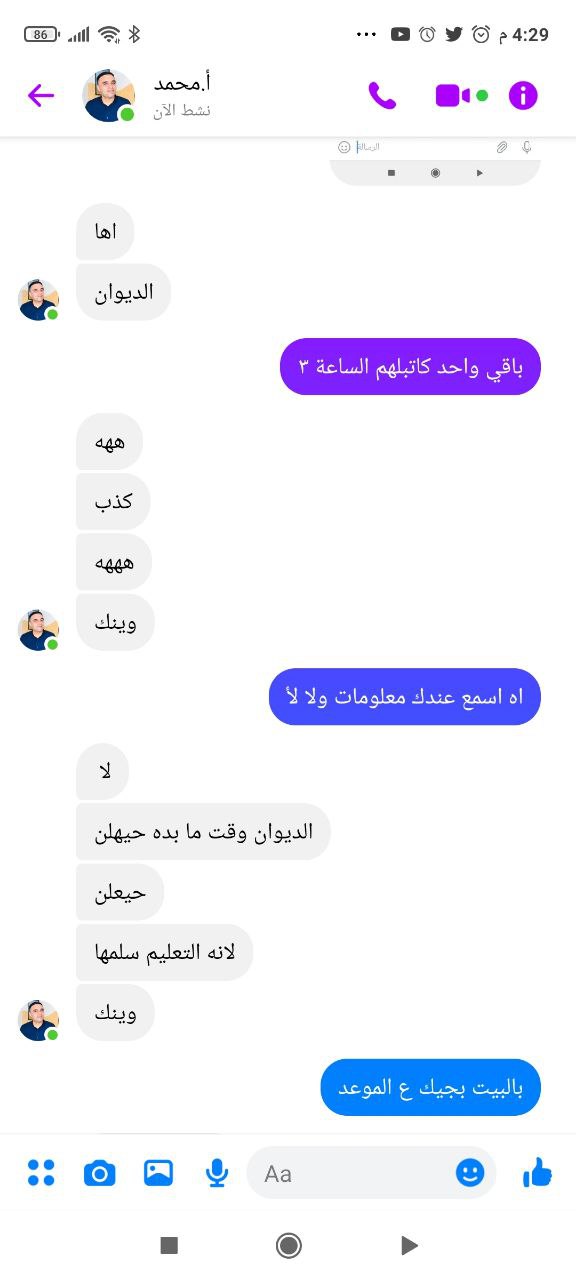 86
4:29 م
أ.محمد
نشط الآن
الرسالة
اها
الديوان
باقي واحد كاتبلهم الساعة ٣
ههه
كذب
هههه
وينك
اه اسمع عندك معلومات ولا لأ
لا
الديوان وقت ما بده حيهلن
حيعلن
لانه التعليم سلمها
وينك
بالبيت بجيك ع الموعد
Aa